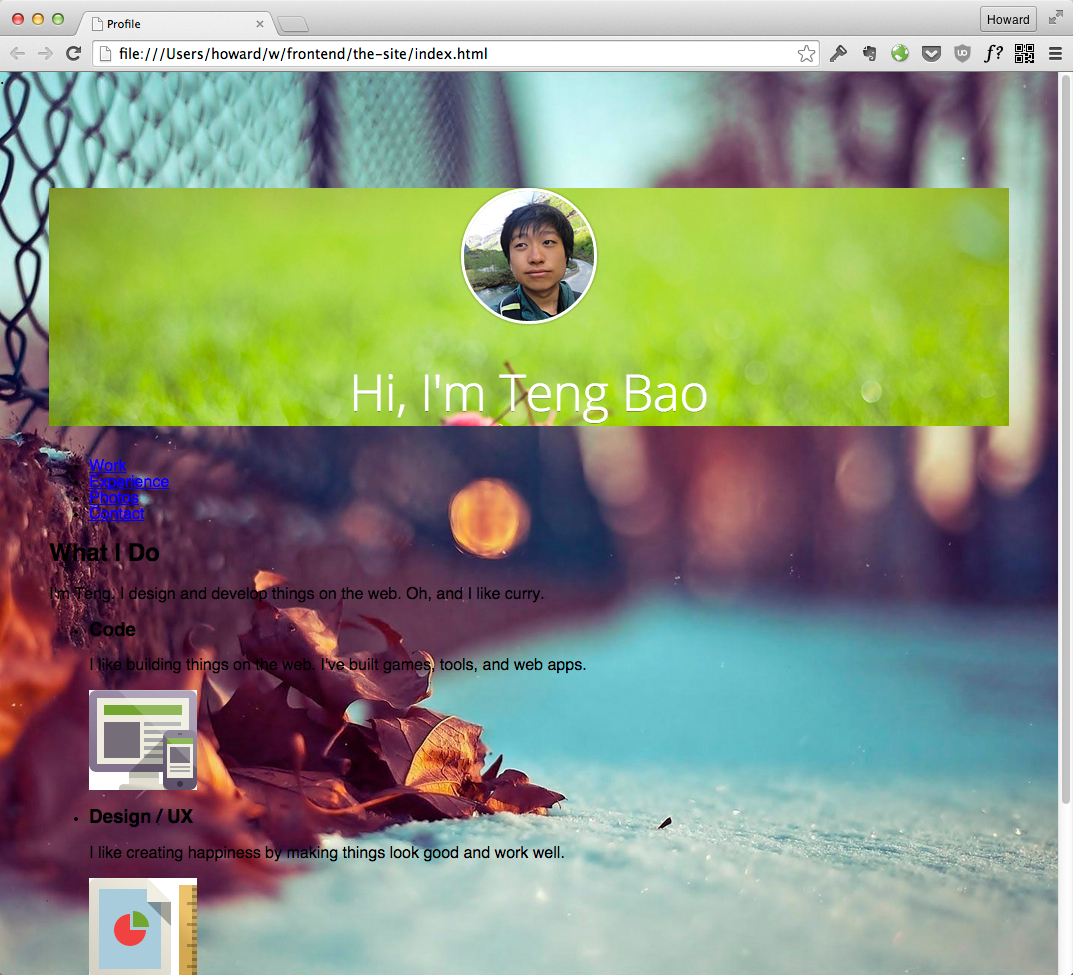 Profile
Howard
file:///Users/howard/w/frontend/the-site/index.html
f?
Hi, I'm Teng Bao
Work
Experience
Photos
Contact
What I Do
I'm Teng. I design and develop things on the web. Oh, and I like curry.
Code
I like building things on the web. I've built games, tools, and web apps.
Design / UX
I like creating happiness by making things look good and work well.